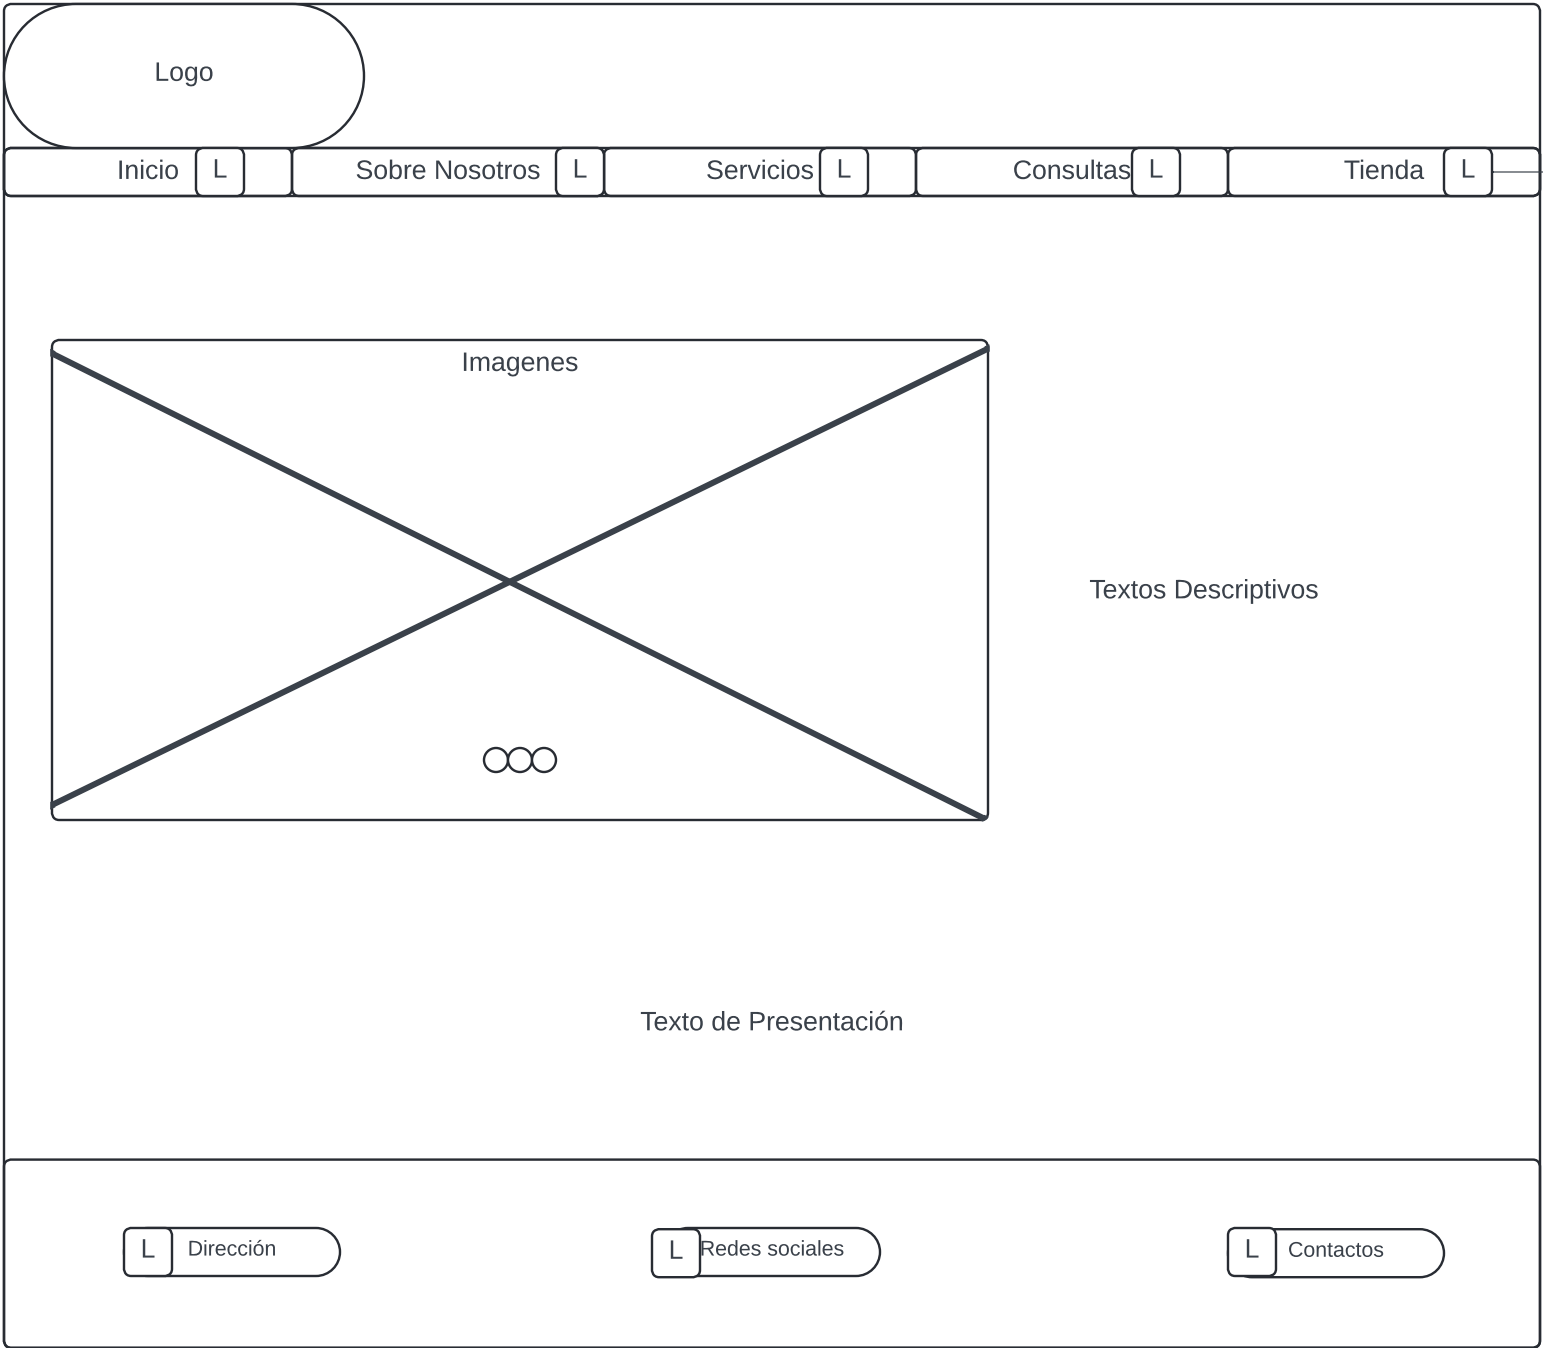 Logo
Inicio L Sobre Nosotros L Servicios L Consultas L Tienda L
Imagenes
Textos Descriptivos
Texto de Presentación
L Dirección L Redes sociales L Contactos